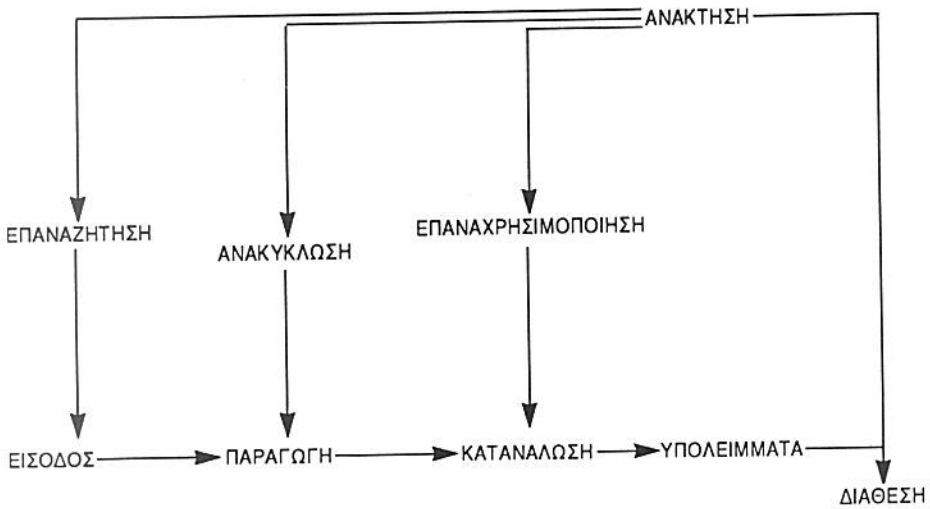 ΑΝΑΚΤΗΣΗ
ΕΠΑΝΑΖΗΤΗΣΗ
ΑΝΑΚΥΚΛΩΣΗ
ΕΠΑΝΑΧΡΗΣΙΜΟΠΟΙΗΣΗ
ΕΙΣΟΔΟΣ
ΠΑΡΑΓΩΓΗ
ΚΑΤΑΝΑΛΩΣΗ
ΥΠΟΛΕΙΜΜΑΤΑ
ΔΙΑΘΕΣΗ